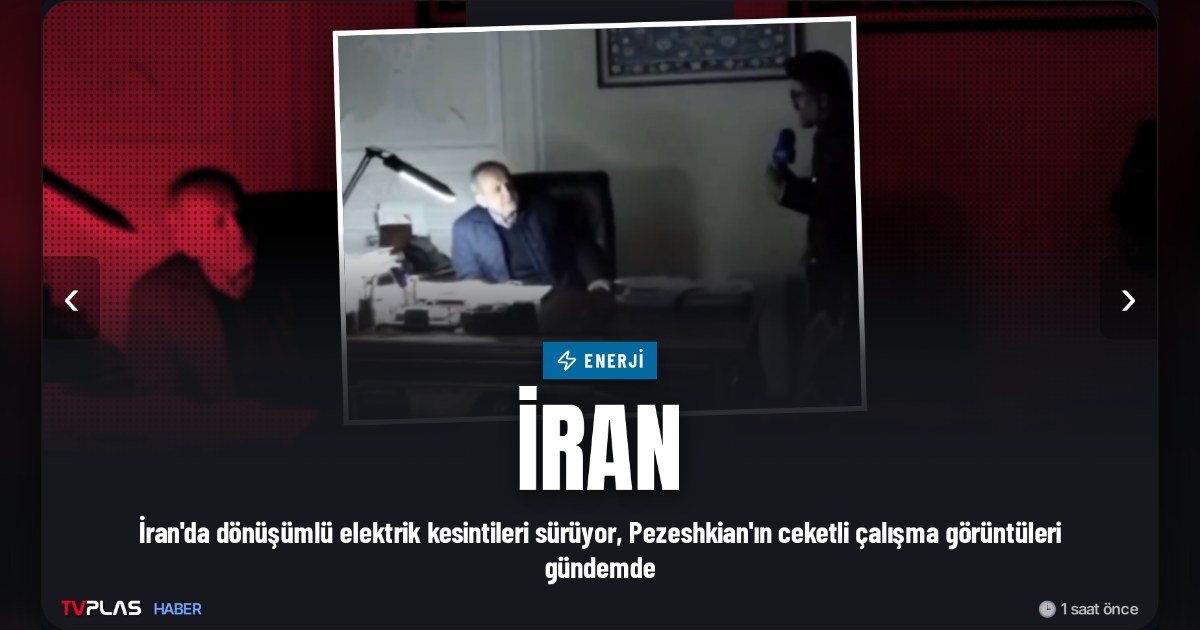 ENERJİ
İRAN
İran'da dönüşümlü elektrik kesintileri sürüyor, Pezeshkian'ın ceketli çalışma görüntüleri
gündemde
TVPLAS HABER
1 saat önce